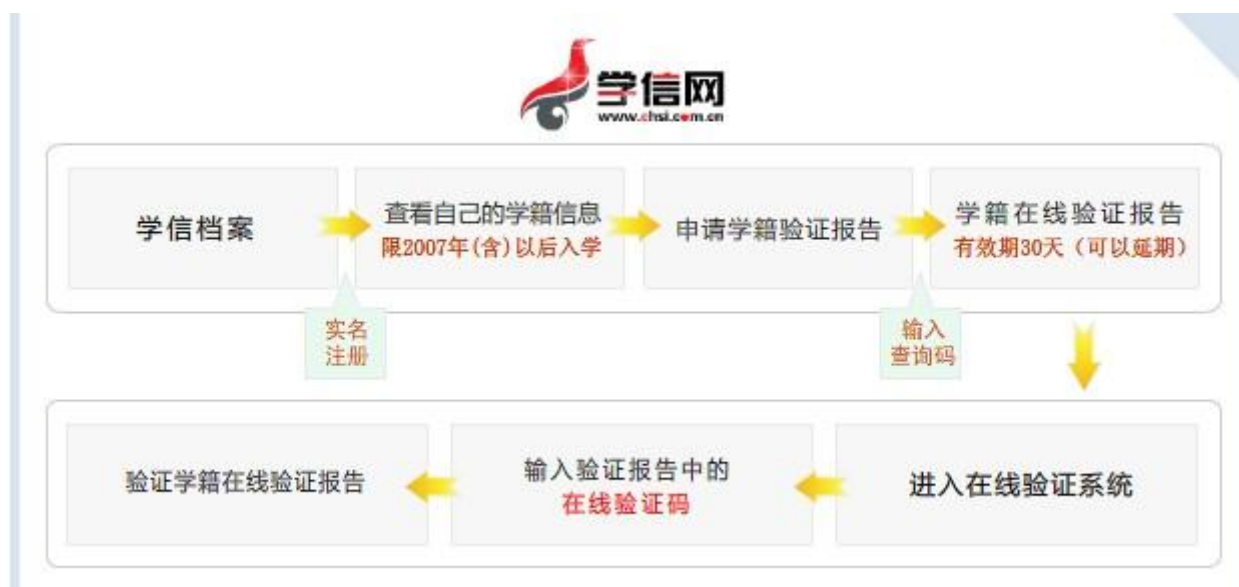 学信网
www.chsi.com.cn
学信档案
查看自己的学籍信息
限2007年(含)以后入学
申请学籍验证报告
学籍在线验证报告
有效期30天（可以延期）
实名
注册
输入
查询码
进入在线验证系统
输入验证报告中的
在线验证码
验证学籍在线验证报告